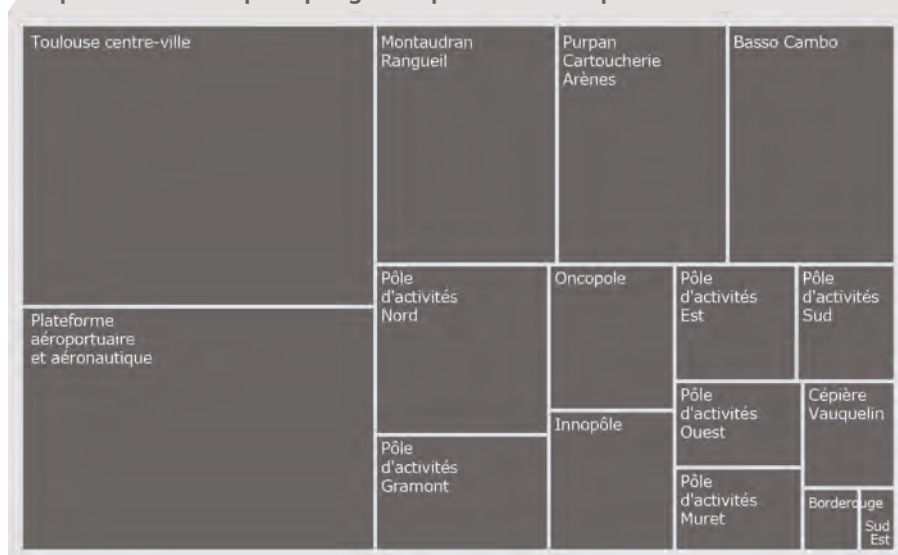 Toulouse centre-ville
Montaudran
Rangueil
Purpan
Cartoucherie
Arènes
Basso Cambo
Plateforme
aéroportuaire
et aéronautique
Pôle
d'activités
Nord
Oncopole
Pôle
d'activités
Est
Pôle
d'activités
Sud
Pôle
d'activités
Gramont
Innopôle
Pôle
d'activités
Ouest
Cépière
Vauquelin
Pôle
d'activités
Muret
Borderouge
Sud
Est